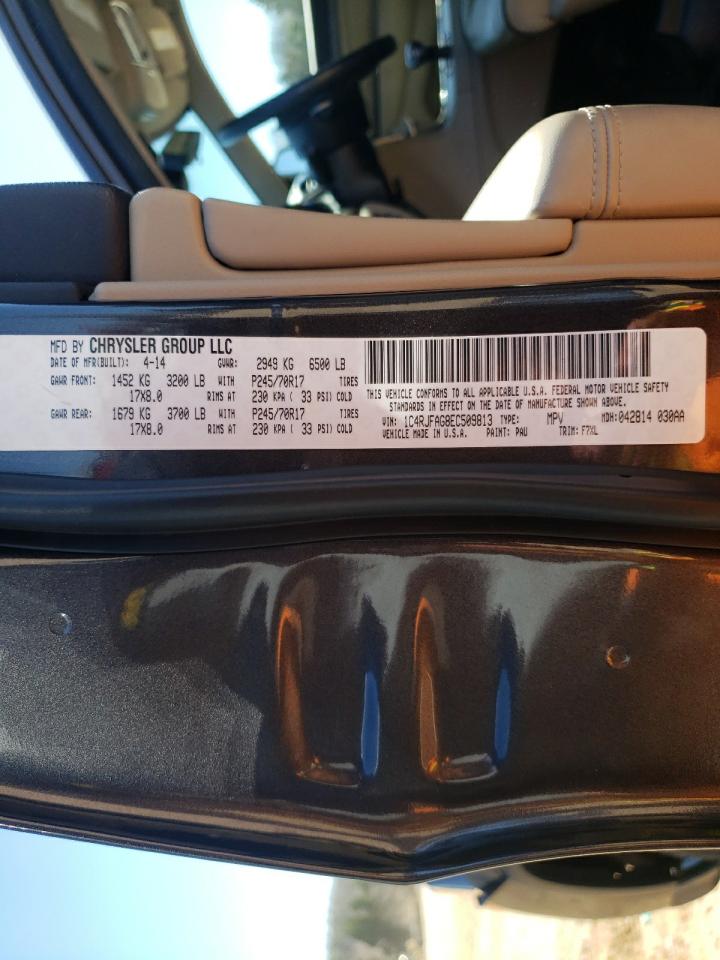 MFD BY CHRYSLER GROUP LLC
DATE OF MFR(BUILT): 4-14 GVWR: 2949 KG 6500 LB
GAWR FRONT: 1452 KG 3200 LB WITH P245/70R17 TIRES
17X8.0 RIMS AT 230 KPA ( 33 PSI) COLD
GAWR REAR: 1679 KG 3700 LB WITH P245/70R17 TIRES
17X8.0 RIMS AT 230 KPA ( 33 PSI) COLD
THIS VEHICLE CONFORMS TO ALL APPLICABLE U.S.A. FEDERAL MOTOR VEHICLE SAFETY
STANDARDS IN EFFECT ON THE DATE OF MANUFACTURE SHOWN ABOVE.
VIN: 1C4RJFAG8EC509813 TYPE: MPV MDH: 042814 030AA
VEHICLE MADE IN U.S.A. PAINT: PAU TRIM: F7XL